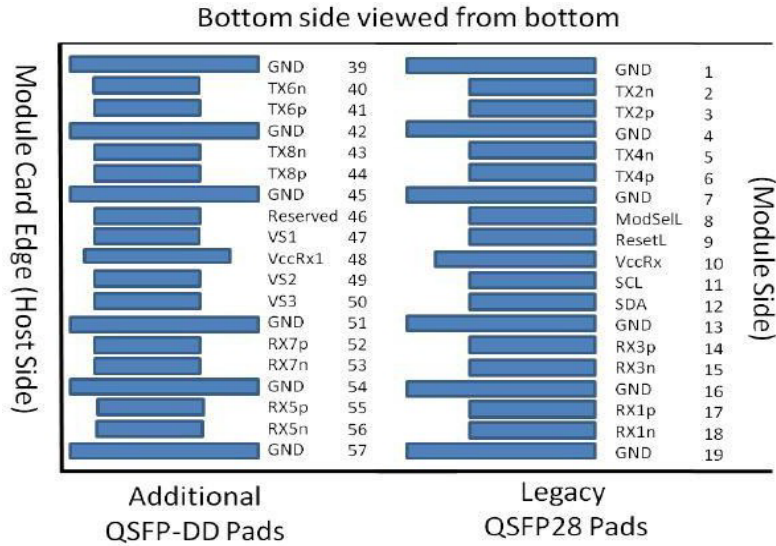 Bottom side viewed from bottom
Module Card Edge (Host Side)
GND 39
TX6n 40
TX6p 41
GND 42
TX8n 43
TX8p 44
GND 45
Reserved 46
VS1 47
VccRx1 48
VS2 49
VS3 50
GND 51
RX7p 52
RX7n 53
GND 54
RX5p 55
RX5n 56
GND 57
Additional
QSFP-DD Pads
GND 1
TX2n 2
TX2p 3
GND 4
TX4n 5
TX4p 6
GND 7
ModSelL 8
ResetL 9
VccRx 10
SCL 11
SDA 12
GND 13
RX3p 14
RX3n 15
GND 16
RX1p 17
RX1n 18
GND 19
Legacy
QSFP28 Pads
(Module Side)